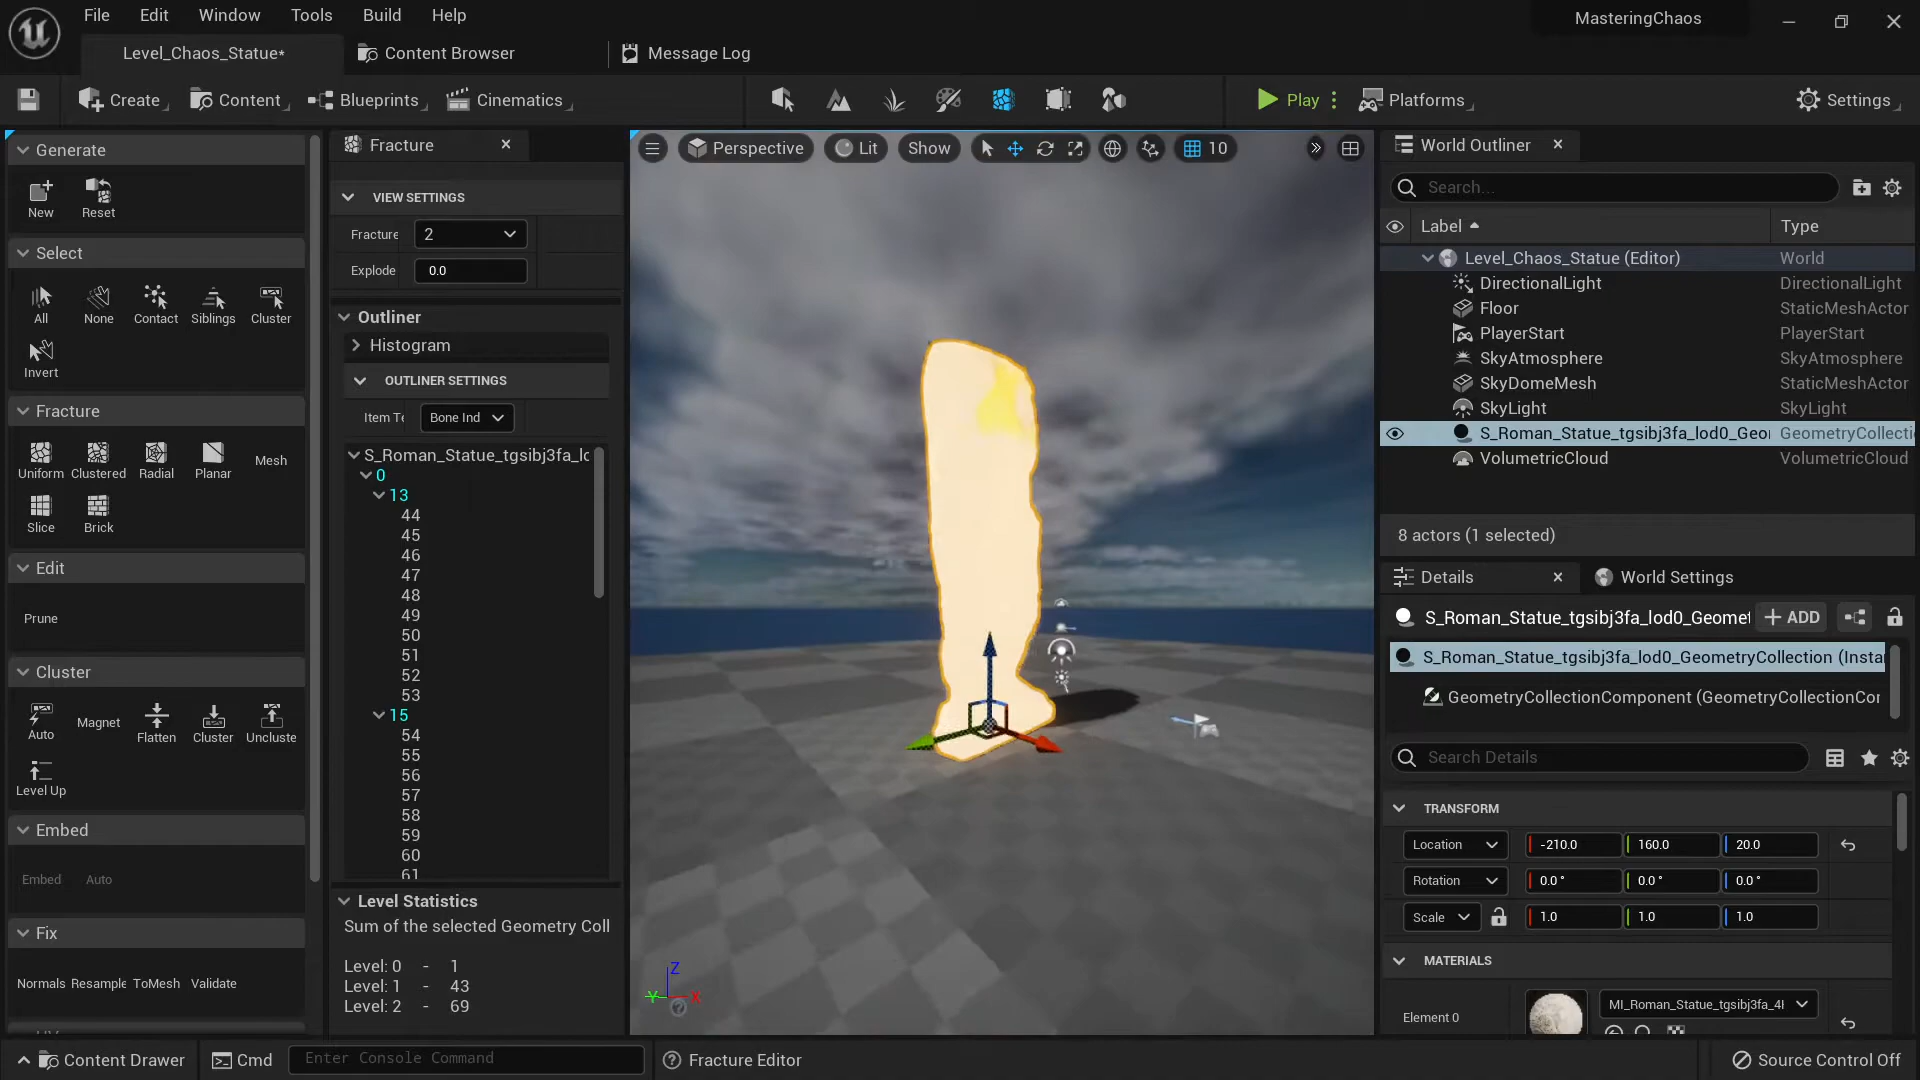 File Edit Window Tools Build Help
MasteringChaos
Level_Chaos_Statue*
Content Browser
Message Log
Create
Content
Blueprints
Cinematics
Play
Platforms
Settings
Generate
New Reset
Select
All None Contact Siblings Cluster
Invert
Fracture
Uniform Clustered Radial Planar Mesh
Slice Brick
Edit
Prune
Cluster
Auto Magnet Flatten Cluster Uncluste
Level Up
Embed
Embed Auto
Fix
Normals Resample ToMesh Validate
Fracture
VIEW SETTINGS
Fracture 2
Explode 0.0
Outliner
Histogram
OUTLINER SETTINGS
Item Te Bone Ind
S_Roman_Statue_tgsibj3fa_lo
0
13
44
45
46
47
48
49
50
51
52
53
15
54
55
56
57
58
59
60
61
Level Statistics
Sum of the selected Geometry Coll
Level: 0 - 1
Level: 1 - 43
Level: 2 - 69
Perspective Lit Show 10
Z
Y X
World Outliner
Search...
Label Type
Level_Chaos_Statue (Editor) World
DirectionalLight DirectionalLight
Floor StaticMeshActor
PlayerStart PlayerStart
SkyAtmosphere SkyAtmosphere
SkyDomeMesh StaticMeshActor
SkyLight SkyLight
S_Roman_Statue_tgsibj3fa_lod0_Geo GeometryCollecti
VolumetricCloud VolumetricCloud
8 actors (1 selected)
Details
World Settings
S_Roman_Statue_tgsibj3fa_lod0_Geomet ADD
S_Roman_Statue_tgsibj3fa_lod0_GeometryCollection (Insta
GeometryCollectionComponent (GeometryCollectionCor
Search Details
TRANSFORM
Location -210.0 160.0 20.0
Rotation 0.0° 0.0° 0.0°
Scale 1.0 1.0 1.0
MATERIALS
Element 0
MI_Roman_Statue_tgsibj3fa_4
Content Drawer
Cmd
Enter Console Command
Fracture Editor
Source Control Off